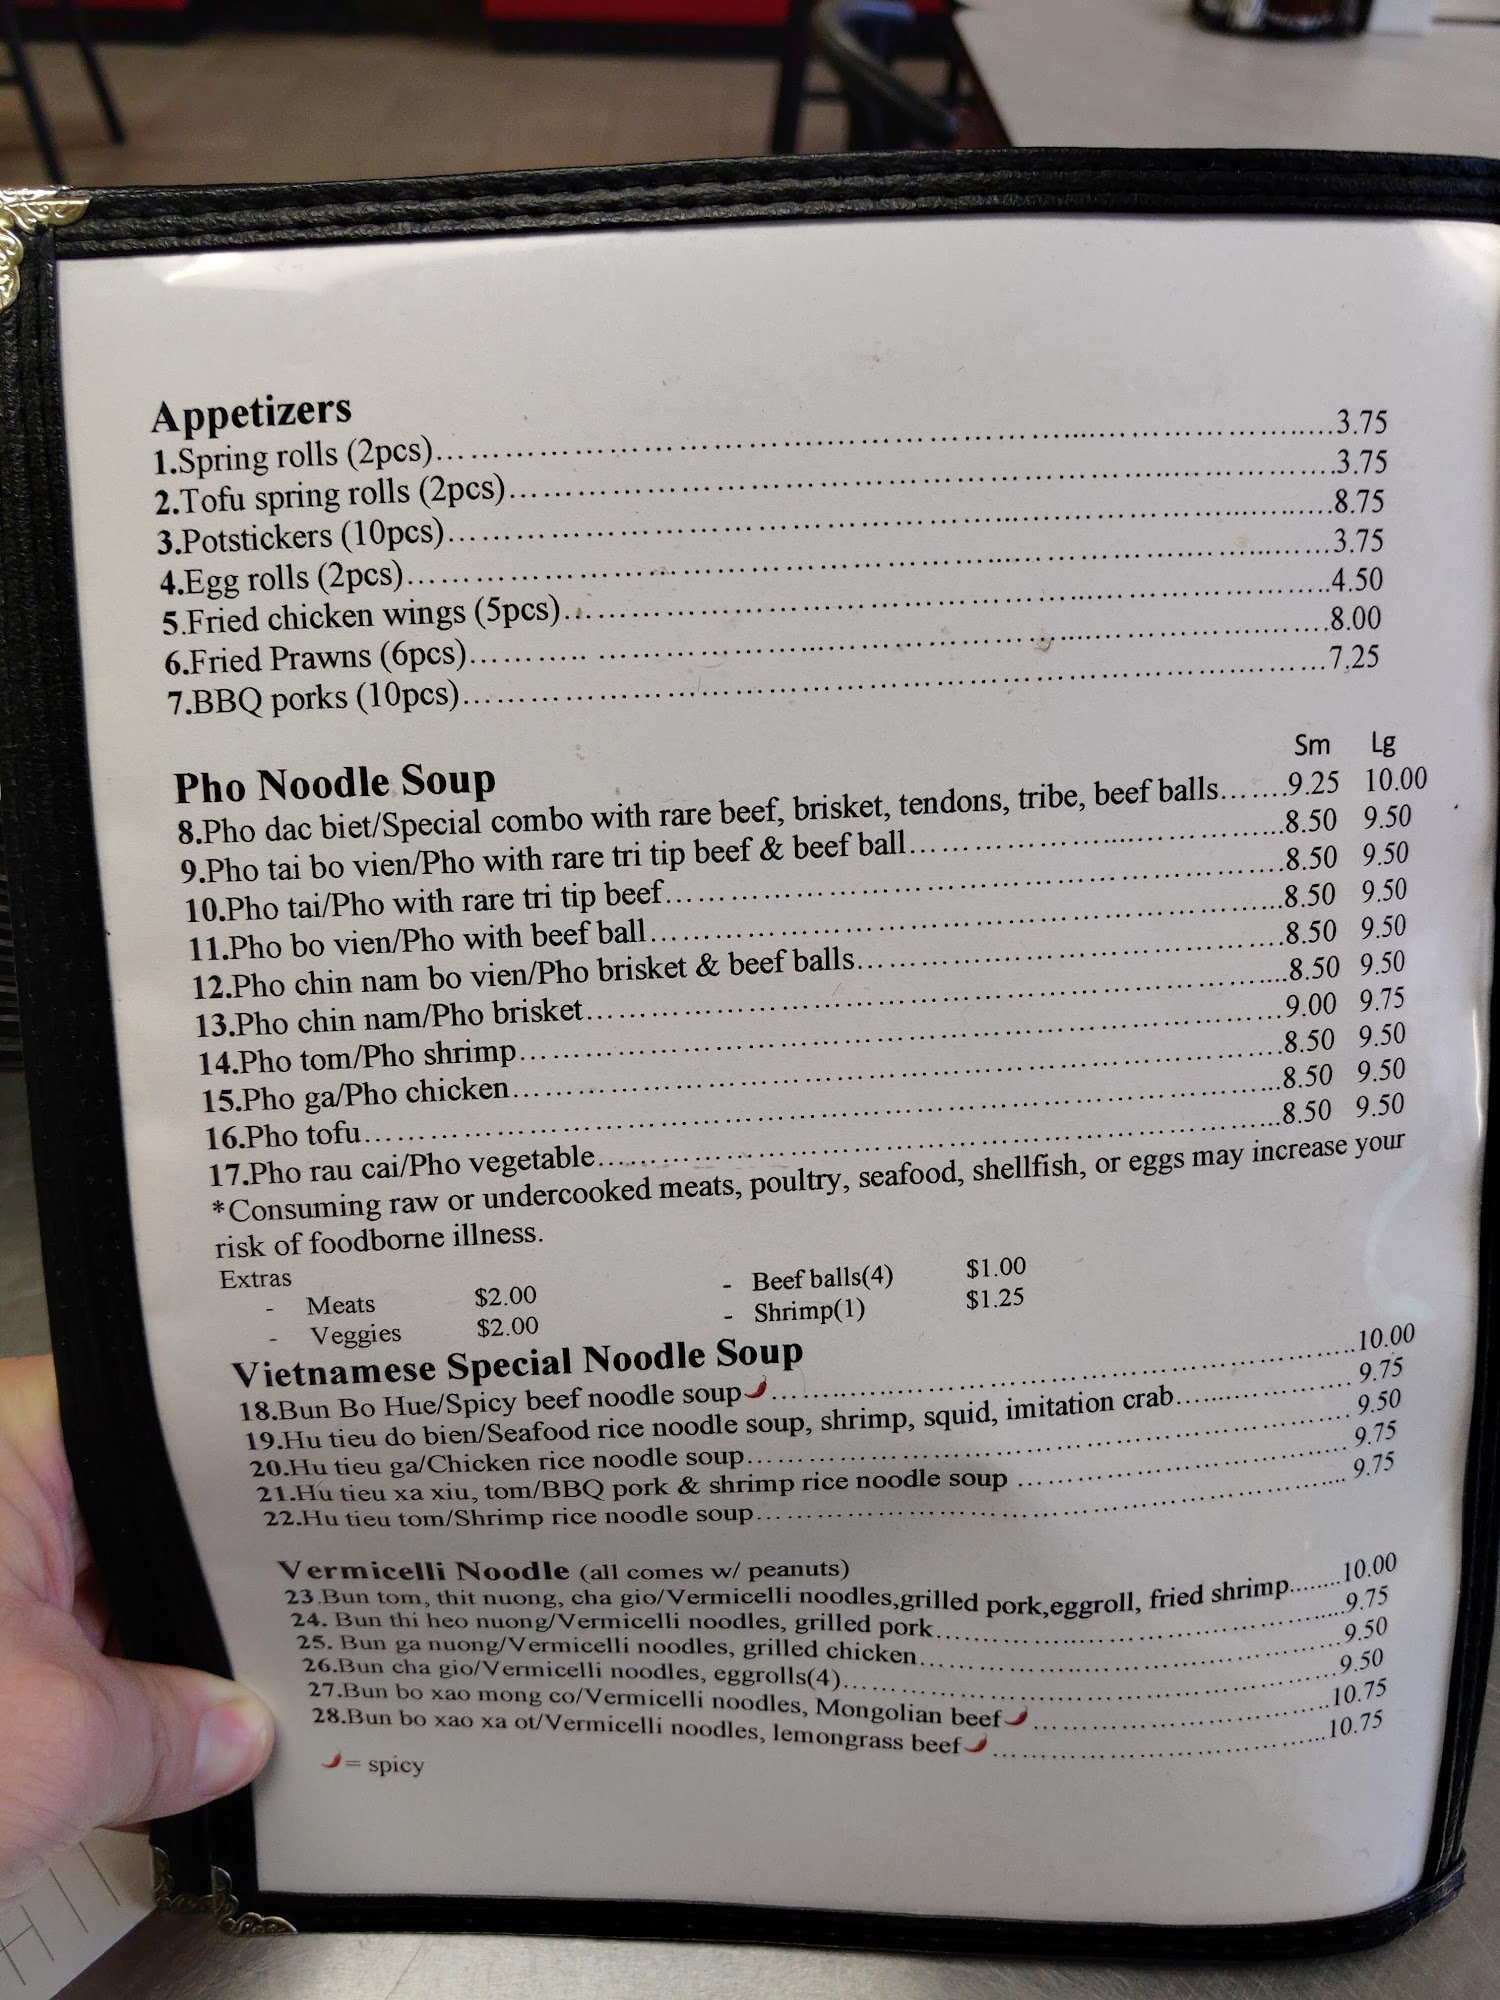 Appetizers
1.Spring rolls (2pcs)...3.75
2.Tofu spring rolls (2pcs)...3.75
3.Potstickers (10pcs)...8.75
4.Egg rolls (2pcs)...3.75
5.Fried chicken wings (5pcs)...4.50
6.Fried Prawns (6pcs)...8.00
7.BBQ porks (10pcs)...7.25
Sm Lg
Pho Noodle Soup
8.Pho dac biet/Special combo with rare beef, brisket, tendons, tribe, beef balls...9.25 10.00
9.Pho tai bo vien/Pho with rare tri tip beef & beef ball...8.50 9.50
10.Pho tai/Pho with rare tri tip beef...8.50 9.50
11.Pho bo vien/Pho with beef ball...8.50 9.50
12.Pho chin nam bo vien/Pho brisket & beef balls...8.50 9.50
13.Pho chin nam/Pho brisket...8.50 9.50
14.Pho tom/Pho shrimp...9.00 9.75
15.Pho ga/Pho chicken...8.50 9.50
16.Pho tofu...8.50 9.50
17.Pho rau cai/Pho vegetable...8.50 9.50
*Consuming raw or undercooked meats, poultry, seafood, shellfish, or eggs may increase your
risk of foodborne illness.
Extras
- Meats $2.00 - Beef balls(4) $1.00
- Veggies $2.00 - Shrimp(1) $1.25
Vietnamese Special Noodle Soup
18.Bun Bo Hue/Spicy beef noodle soup...10.00
19.Hu tieu do bien/Seafood rice noodle soup, shrimp, squid, imitation crab...9.75
20.Hu tieu ga/Chicken rice noodle soup...9.50
21.Hu tieu xa xiu, tom/BBQ pork & shrimp rice noodle soup ...9.75
22.Hu tieu tom/Shrimp rice noodle soup...9.75
Vermicelli Noodle (all comes w/ peanuts)
23.Bun tom, thit nuong, cha gio/Vermicelli noodles,grilled pork,eggroll, fried shrimp...10.00
24. Bun thi heo nuong/Vermicelli noodles, grilled pork...9.75
25. Bun ga nuong/Vermicelli noodles, grilled chicken...9.50
26.Bun cha gio/Vermicelli noodles, eggrolls(4)...9.50
27.Bun bo xao mong co/Vermicelli noodles, Mongolian beef...10.75
28.Bun bo xao xa ot/Vermicelli noodles, lemongrass beef...10.75
= spicy